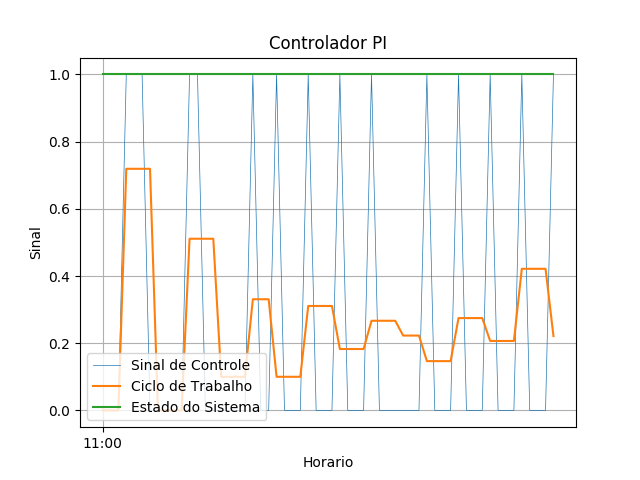 Controlador PI
1.0
0.8
0.6
0.4
0.2
0.0
Sinal
Sinal de Controle
Ciclo de Trabalho
Estado do Sistema
11:00
Horario